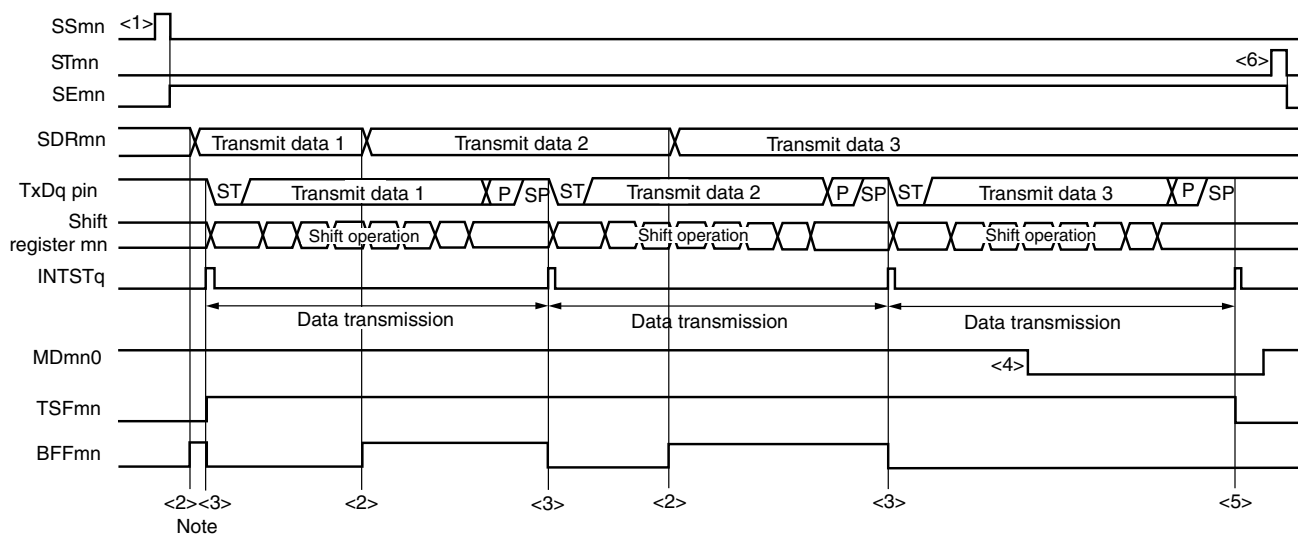 SSmn <1>
STmn <6>
SEmn
SDRmn Transmit data 1 Transmit data 2 Transmit data 3
TxDq pin ST Transmit data 1 P SP ST Transmit data 2 P SP ST Transmit data 3 P SP
Shift
register mn Shift operation Shift operation Shift operation
INTSTq
Data transmission Data transmission Data transmission
MDmn0 <4>
TSFmn
BFFmn
<2> <3> <2> <3> <2> <3> <5>
Note